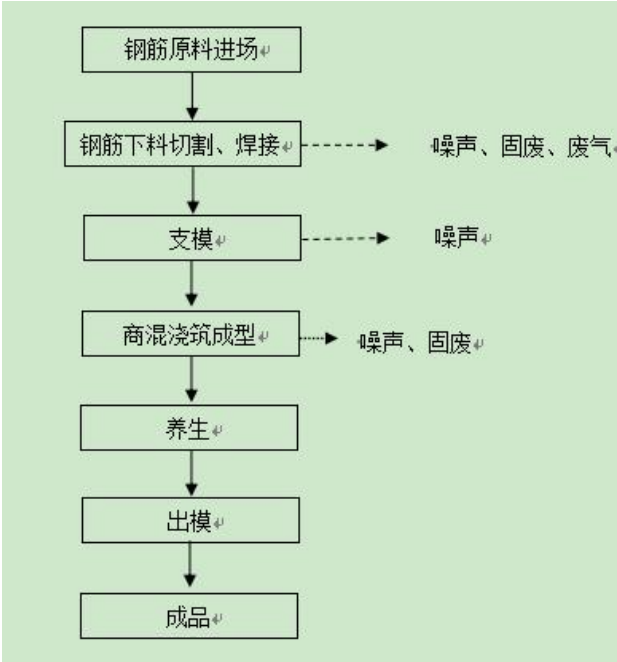 钢筋原料进场
钢筋下料切割、焊接
噪声、固废、废气
支模
噪声
商混浇筑成型
噪声、固废
养生
出模
成品